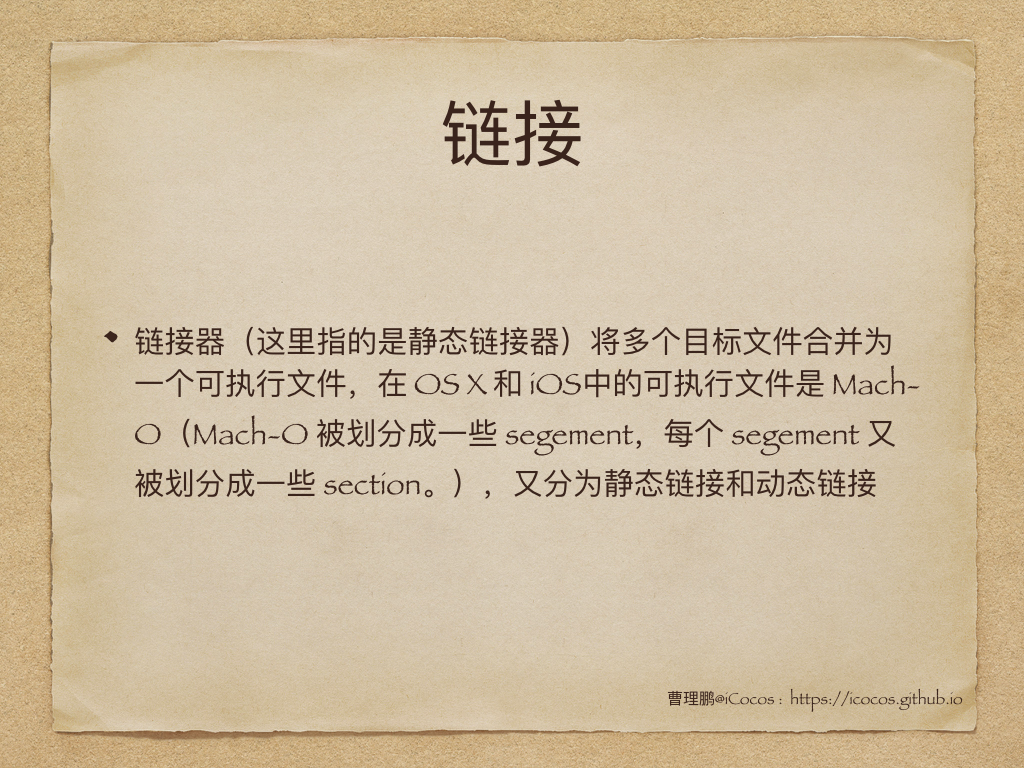 链接
• 链接器（这里指的是静态链接器）将多个目标文件合并为
一个可执行文件，在 OS X 和 iOS中的可执行文件是 Mach-
O（Mach-O 被划分成一些 segement，每个 segement 又
被划分成一些 section。），又分为静态链接和动态链接
曹理鹏@iCocos : https://icocos.github.io